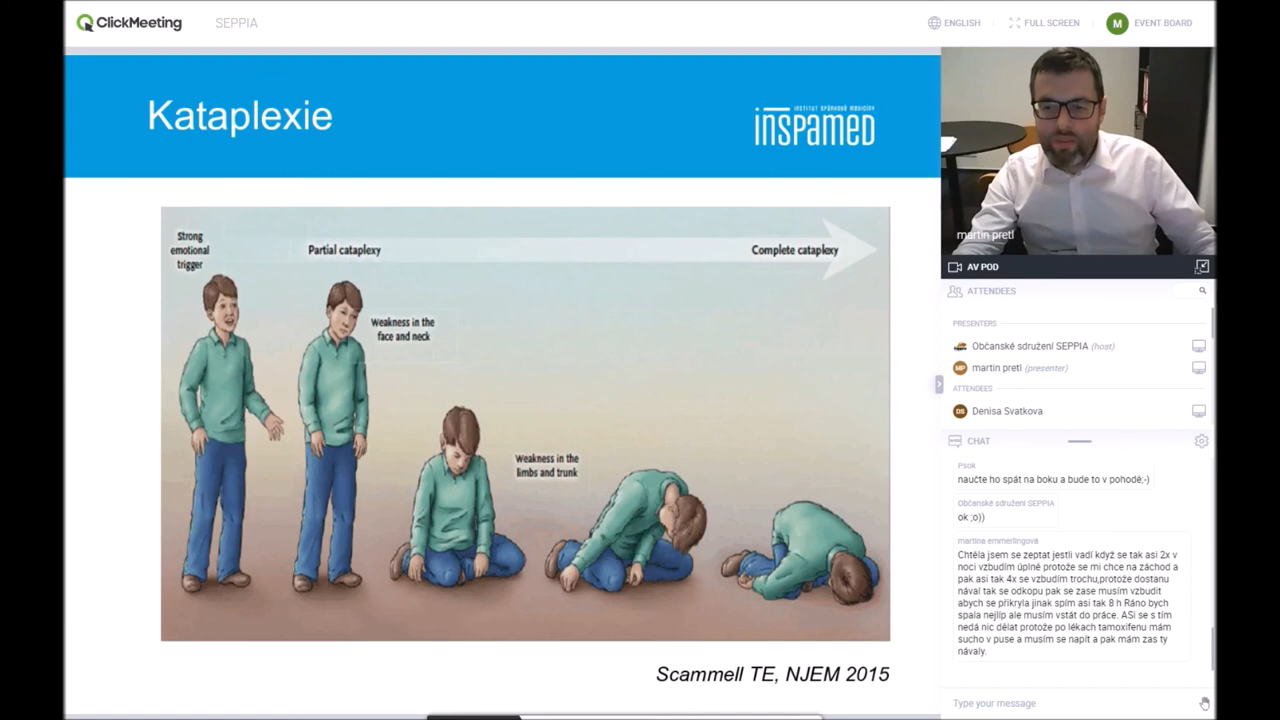 ClickMeeting
SEPPIA
ENGLISH
FULL SCREEN
M
EVENT BOARD
Kataplexie
INSTITUT SPÁNKOVÉ MEDICÍNY
inspamed
Strong
emotional
trigger
Partial cataplexy
Complete cataplexy
Weakness in the
face and neck
Weakness in the
limbs and trunk
Scammell TE, NJEM 2015
martin pretl
AV POD
ATTENDEES
PRESENTERS
Občanské sdružení SEPPIA (host)
MP
martin pretl (presenter)
ATTENDEES
DS
Denisa Svatkova
CHAT
Psok
naučte ho spát na boku a bude to v pohodě;-)
Občanské sdružení SEPPIA
ok ;o))
martina emmerlingová
Chtěla jsem se zeptat jestli vadí když se tak asi 2x v
noci vzbudím úplně protože se mi chce na záchod a
pak asi tak 4x se vzbudím trochu,protože dostanu
nával tak se odkopu pak se zase musím vzbudit
abych se přikryla jinak spím asi tak 8 h Ráno bych
spala nejlíp ale musím vstát do práce. ASi se s tím
nedá nic dělat protože po lékach tamoxifenu mám
sucho v puse a musím se napít a pak mám zas ty
návaly.
Type your message